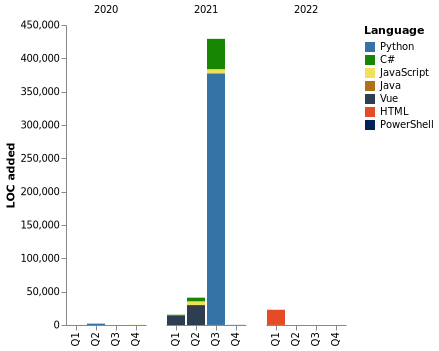 2020 2021 2022
Language
Python
C#
JavaScript
Java
Vue
HTML
PowerShell
LOC added
450,000
400,000
350,000
300,000
250,000
200,000
150,000
100,000
50,000
0
Q1 Q2 Q3 Q4 Q1 Q2 Q3 Q4 Q1 Q2 Q3 Q4